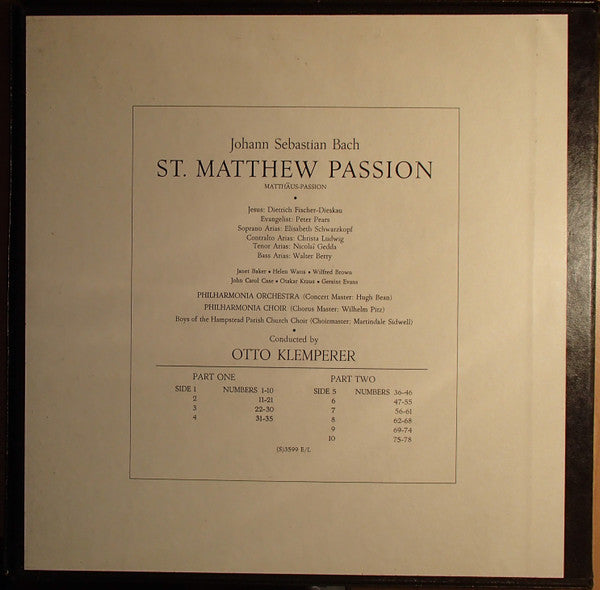 Johann Sebastian Bach
ST. MATTHEW PASSION
MATTHÄUS-PASSION
•
Jesus: Dietrich Fischer-Dieskau
Evangelist: Peter Pears
Soprano Arias: Elisabeth Schwarzkopf
Contralto Arias: Christa Ludwig
Tenor Arias: Nicolai Gedda
Bass Arias: Walter Berry
Janet Baker • Helen Watts • Wilfred Brown
John Carol Case • Otakar Kraus • Geraint Evans
PHILHARMONIA ORCHESTRA (Concert Master: Hugh Bean)
PHILHARMONIA CHOIR (Chorus Master: Wilhelm Pitz)
Boys of the Hampstead Parish Church Choir (Choirmaster: Martindale Sidwell)
•
Conducted by
OTTO KLEMPERER
PART ONE
SIDE 1 NUMBERS 1-10
2 11-21
3 22-30
4 31-35
PART TWO
SIDE 5 NUMBERS 36-46
6 47-55
7 56-61
8 62-68
9 69-74
10 75-78
(S)3599 E/L